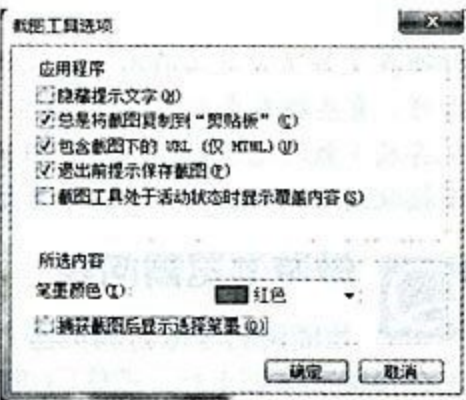 截图工具选项
应用程序
隐藏提示文字(H)
总是将截图复制到“剪贴板”(C)
包含截图下的 URL (仅 HTML)(U)
退出前提示保存截图(P)
截图工具处于活动状态时显示覆盖内容(S)
所选内容
笔墨颜色(I):
红色
捕获截图后显示选择笔墨(O)
确定
取消